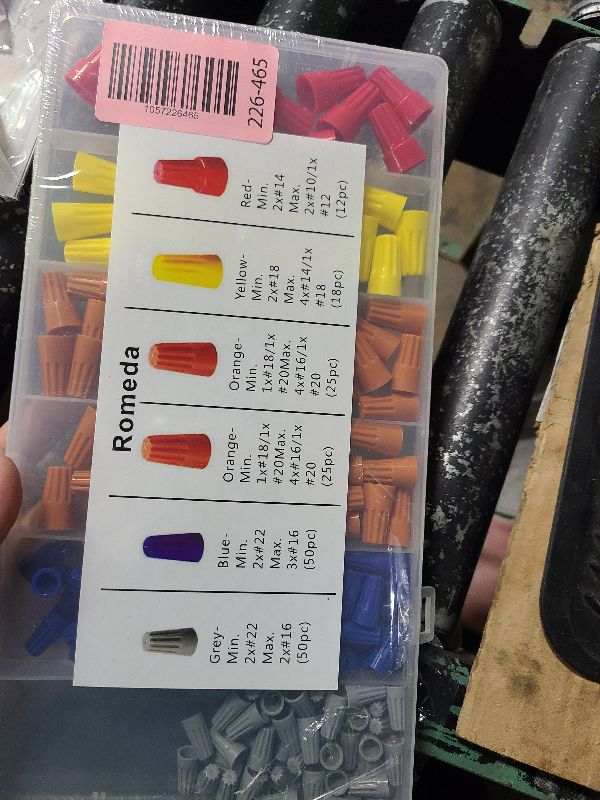 1057226465
226-465
Romeda
Red-
Min.
2x#14
Max.
2x#10/1x
#12
(12pc)
Yellow-
Min.
2x#18
Max.
4x#14/1x
#18
(18pc)
Orange-
Min.
1x#18/1x
#20Max.
4x#16/1x
#20
(25pc)
Orange-
Min.
1x#18/1x
#20Max.
4x#16/1x
#20
(25pc)
Blue-
Min.
2x#22
Max.
3x#16
(50pc)
Grey-
Min.
2x#22
Max.
2x#16
(50pc)